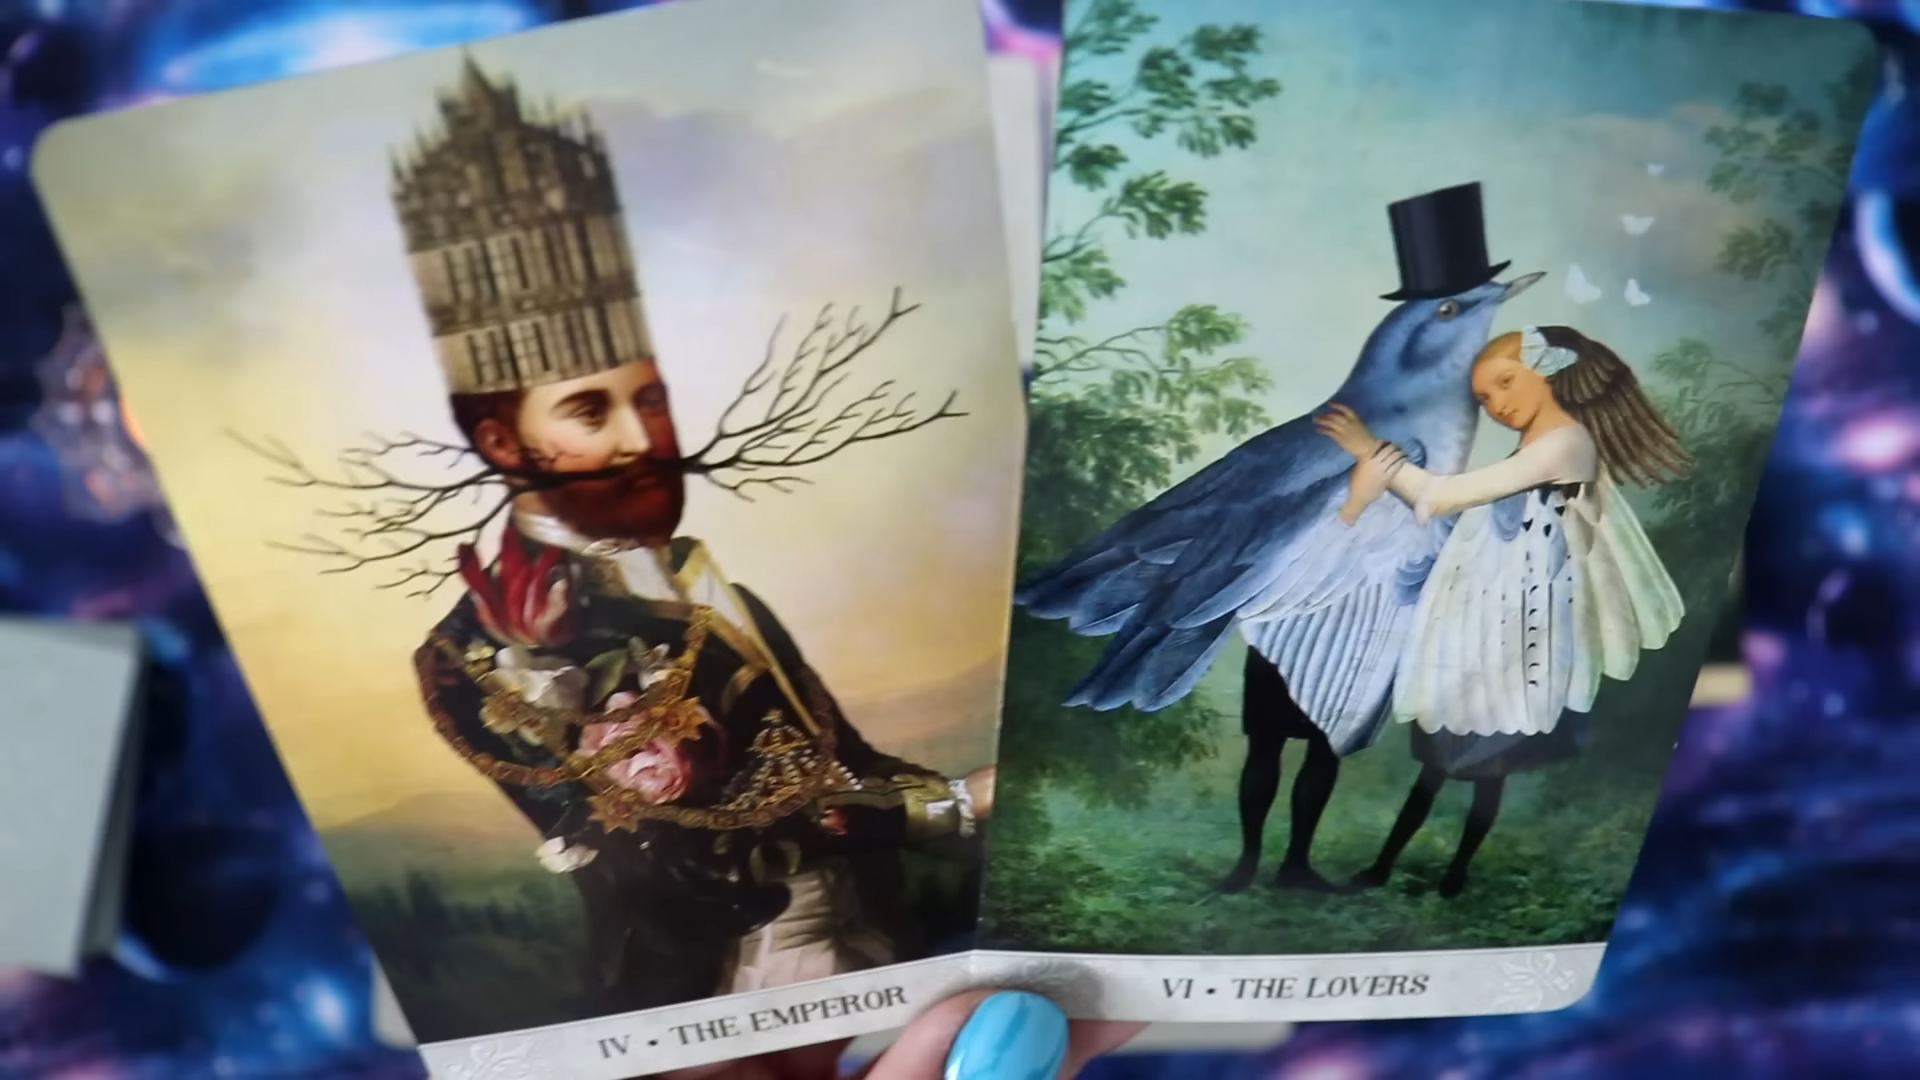 IV • THE EMPEROR
VI • THE LOVERS